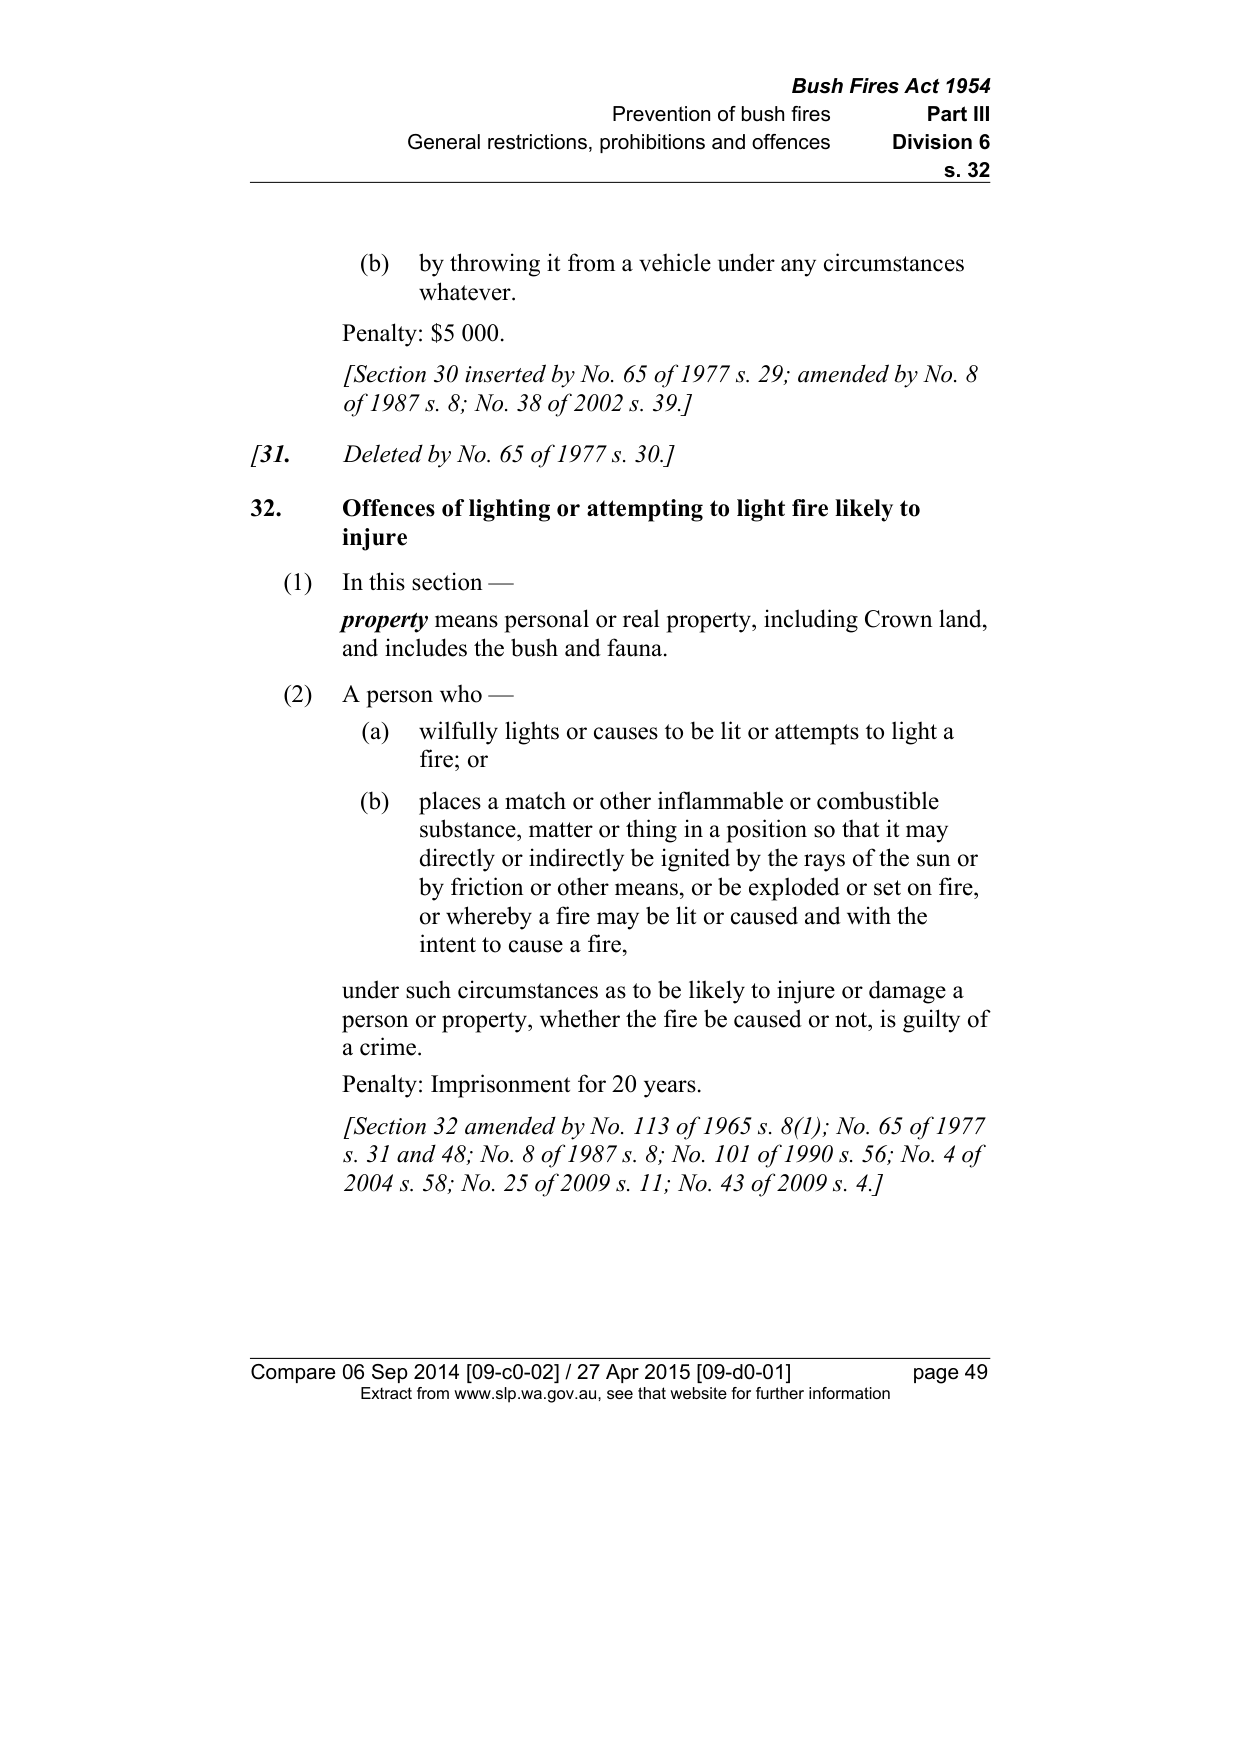 Bush Fires Act 1954
Prevention of bush fires Part III
General restrictions, prohibitions and offences Division 6
s. 32
(b) by throwing it from a vehicle under any circumstances
whatever.
Penalty: $5 000.
[Section 30 inserted by No. 65 of 1977 s. 29; amended by No. 8
of 1987 s. 8; No. 38 of 2002 s. 39.]
[31. Deleted by No. 65 of 1977 s. 30.]
32. Offences of lighting or attempting to light fire likely to
injure
(1) In this section —
property means personal or real property, including Crown land,
and includes the bush and fauna.
(2) A person who —
(a) wilfully lights or causes to be lit or attempts to light a
fire; or
(b) places a match or other inflammable or combustible
substance, matter or thing in a position so that it may
directly or indirectly be ignited by the rays of the sun or
by friction or other means, or be exploded or set on fire,
or whereby a fire may be lit or caused and with the
intent to cause a fire,
under such circumstances as to be likely to injure or damage a
person or property, whether the fire be caused or not, is guilty of
a crime.
Penalty: Imprisonment for 20 years.
[Section 32 amended by No. 113 of 1965 s. 8(1); No. 65 of 1977
s. 31 and 48; No. 8 of 1987 s. 8; No. 101 of 1990 s. 56; No. 4 of
2004 s. 58; No. 25 of 2009 s. 11; No. 43 of 2009 s. 4.]
Compare 06 Sep 2014 [09-c0-02] / 27 Apr 2015 [09-d0-01] page 49
Extract from www.slp.wa.gov.au, see that website for further information